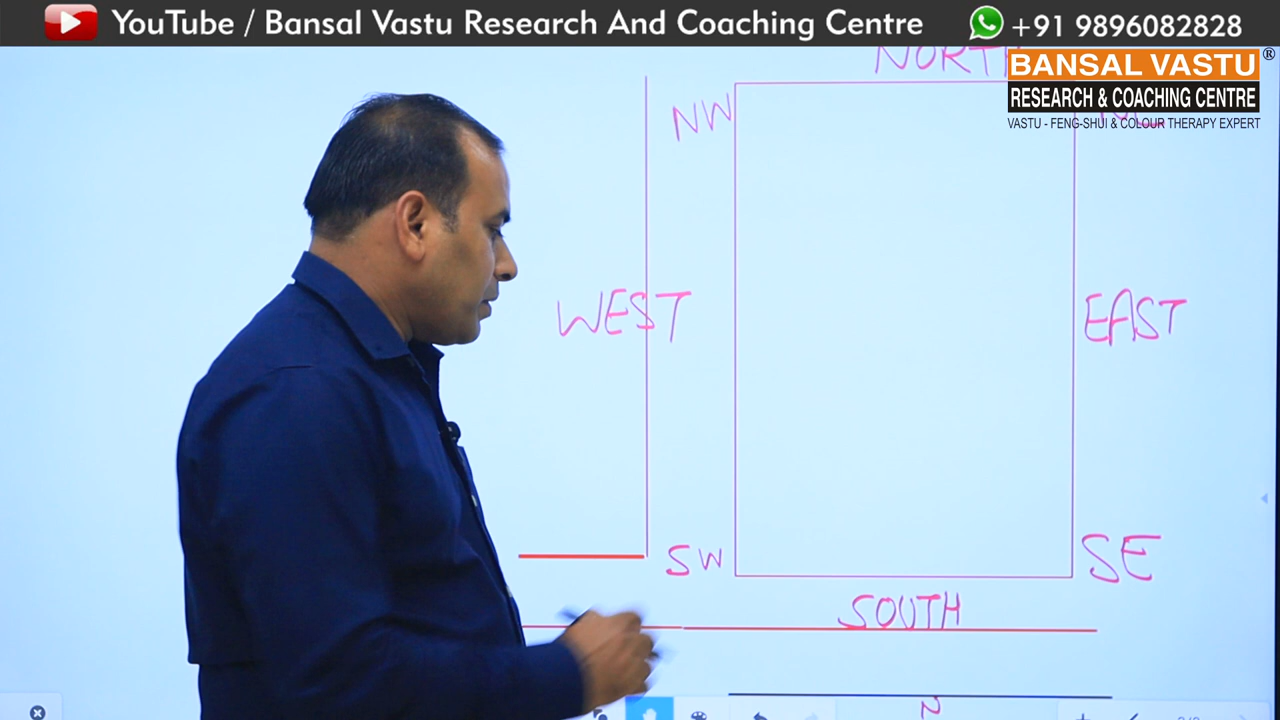 YouTube / Bansal Vastu Research And Coaching Centre
+91 9896082828
BANSAL VASTU®
RESEARCH & COACHING CENTRE
VASTU - FENG-SHUI & COLOUR THERAPY EXPERT
NORTH
NW
WEST
EAST
SW
SE
SOUTH
N